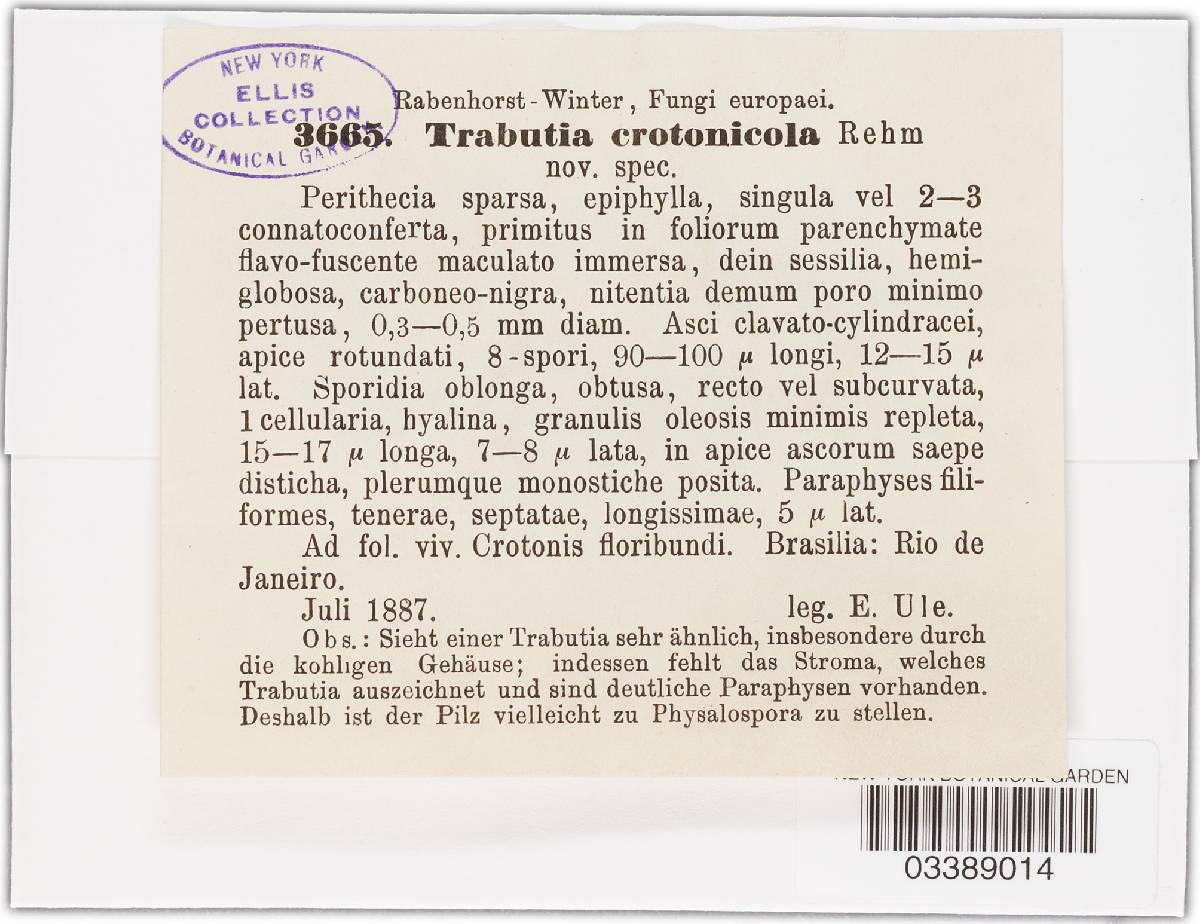 NEW YORK
ELLIS
COLLECTION
BOTANICAL GARDEN
Rabenhorst-Winter, Fungi europaei.
3665. Trabutia crotonicola Rehm
nov. spec.
Perithecia sparsa, epiphylla, singula vel 2—3
connatoconferta, primitus in foliorum parenchymate
flavo-fuscente maculato immersa, dein sessilia, hemi-
globosa, carboneo-nigra, nitentia demum poro minimo
pertusa, 0,3—0,5 mm diam. Asci clavato-cylindracei,
apice rotundati, 8-spori, 90—100 µ longi, 12—15 µ
lat. Sporidia oblonga, obtusa, recto vel subcurvata,
1 cellularia, hyalina, granulis oleosis minimis repleta,
15—17 µ longa, 7—8 µ lata, in apice ascorum saepe
disticha, plerumque monostiche posita. Paraphyses fili-
formes, tenerae, septatae, longissimae, 5 µ lat.
Ad fol. viv. Crotonis floribundi. Brasilia: Rio de
Janeiro.
Juli 1887. leg. E. Ule.
Obs.: Sieht einer Trabutia sehr ähnlich, insbesondere durch
die kohligen Gehäuse; indessen fehlt das Stroma, welches
Trabutia auszeichnet und sind deutliche Paraphysen vorhanden.
Deshalb ist der Pilz vielleicht zu Physalospora zu stellen.
NEW YORK BOTANICAL GARDEN
03389014